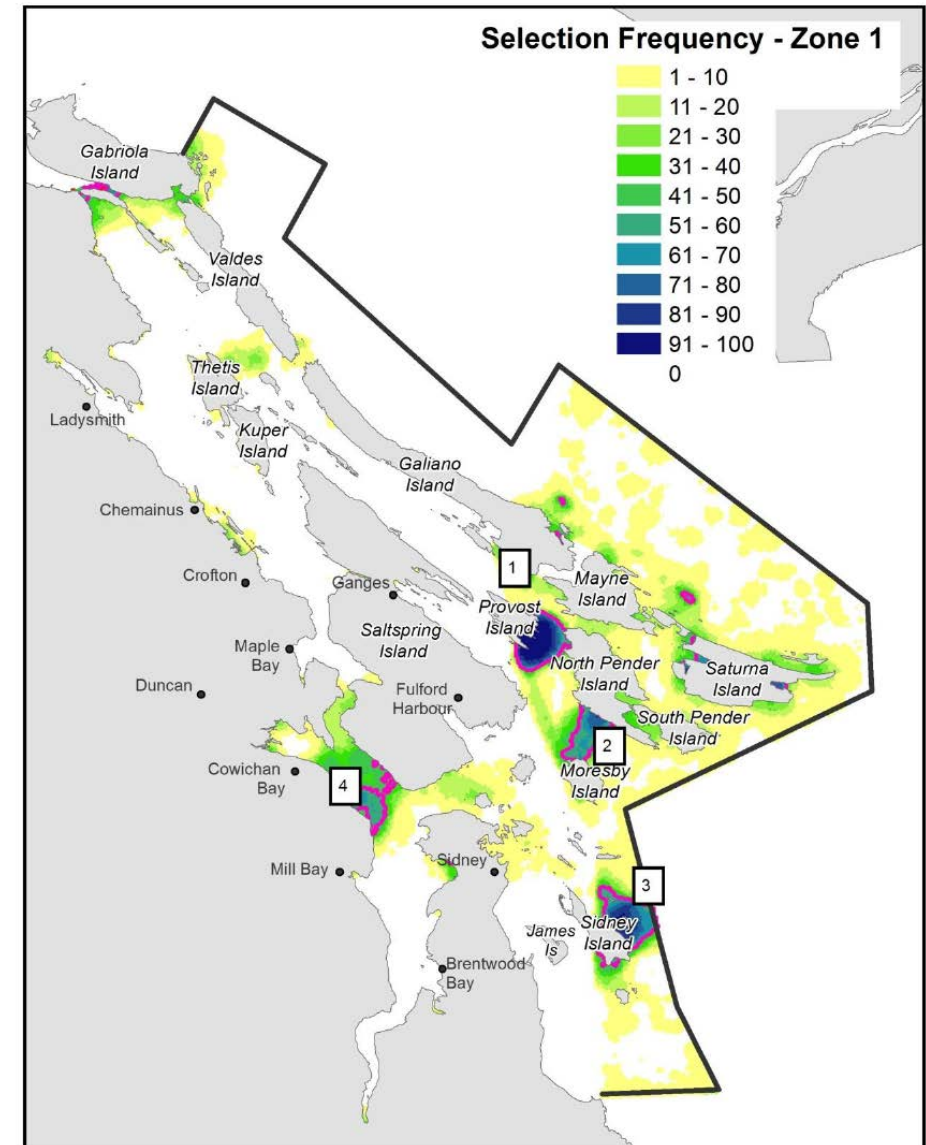 Selection Frequency - Zone 1
1 - 10
11 - 20
21 - 30
31 - 40
41 - 50
51 - 60
61 - 70
71 - 80
81 - 90
91 - 100
0
Gabriola
Island
Valdes
Island
Thetis
Island
Ladysmith
Kuper
Island
Galiano
Island
Chemainus
1
Crofton
Ganges
Mayne
Island
Provost
Island
Saltspring
Island
Maple
Bay
North Pender
Island
Saturna
Island
Duncan
Fulford
Harbour
South Pender
Island
2
Cowichan
Bay
4
Moresby
Island
Mill Bay
Sidney
3
James
Is
Sidney
Island
Brentwood
Bay